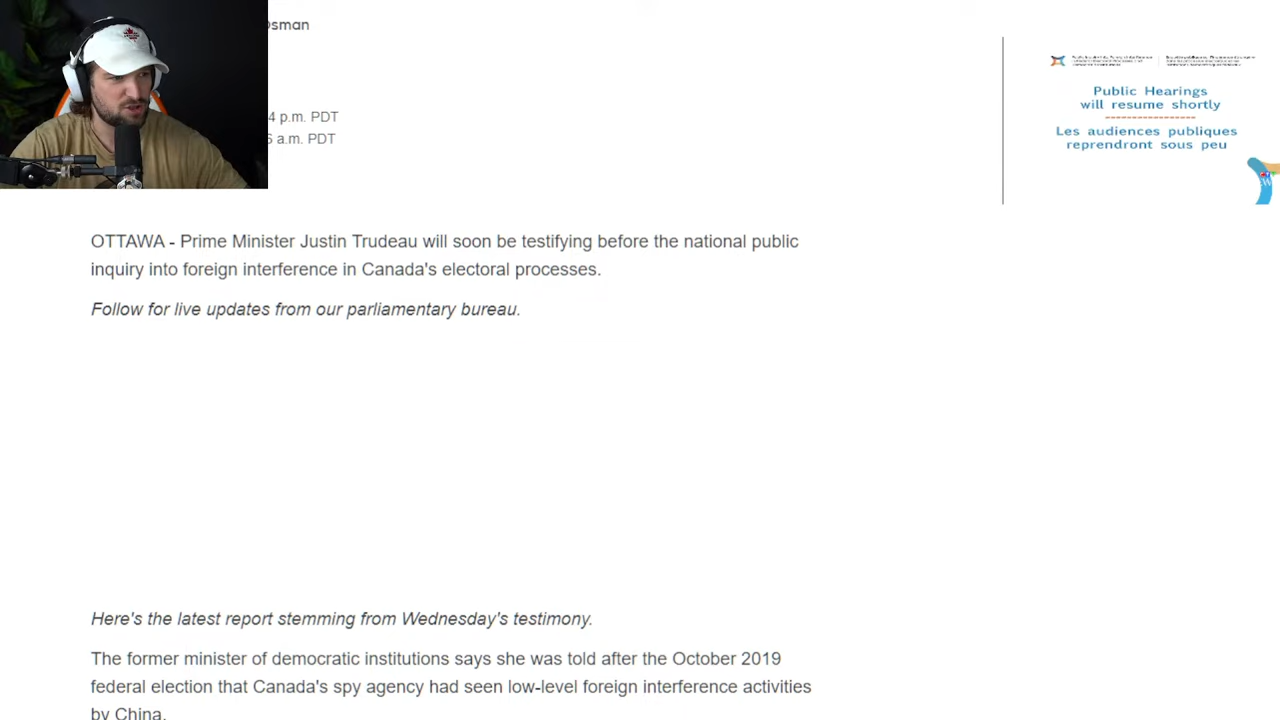 Osman
4 p.m. PDT
a.m. PDT
Public Hearings
will resume shortly
Les audiences publiques
reprendront sous peu
OTTAWA - Prime Minister Justin Trudeau will soon be testifying before the national public
inquiry into foreign interference in Canada's electoral processes.
Follow for live updates from our parliamentary bureau.
Here's the latest report stemming from Wednesday's testimony.
The former minister of democratic institutions says she was told after the October 2019
federal election that Canada's spy agency had seen low-level foreign interference activities
by China.